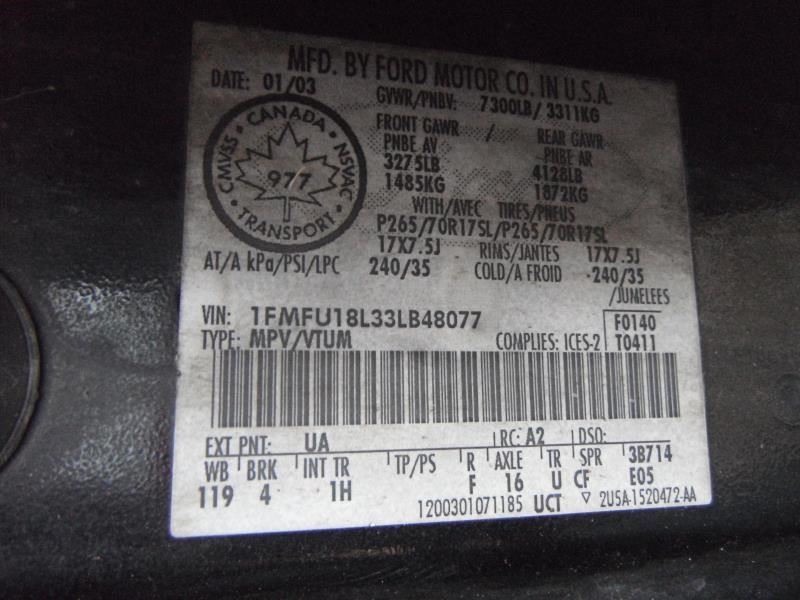 MFD. BY FORD MOTOR CO. IN U.S.A.
DATE: 01/03 GVWR/PNBV: 7300LB/ 3311KG
CANADA CMVSS NSVAC TRANSPORT 977
FRONT GAWR / REAR GAWR
PNBE AV PNBE AR
3275LB 4128LB
1485KG 1872KG
WITH/AVEC TIRES/PNEUS
P265/70R17SL/P265/70R17SL
17X7.5J RIMS/JANTES 17X7.5J
AT/A kPa/PSI/LPC 240/35 COLD/A FROID 240/35
/JUMELEES
VIN: 1FMFU18L33LB48077 F0140
TYPE: MPV/VTUM COMPLIES: ICES-2 T0411
EXT PNT: UA RC: A2 DSO:
WB BRK INT TR TP/PS R AXLE TR SPR 3B714
119 4 1H F 16 U CF E05
1200301071185 UCT ▽ 2U5A-1520472-AA